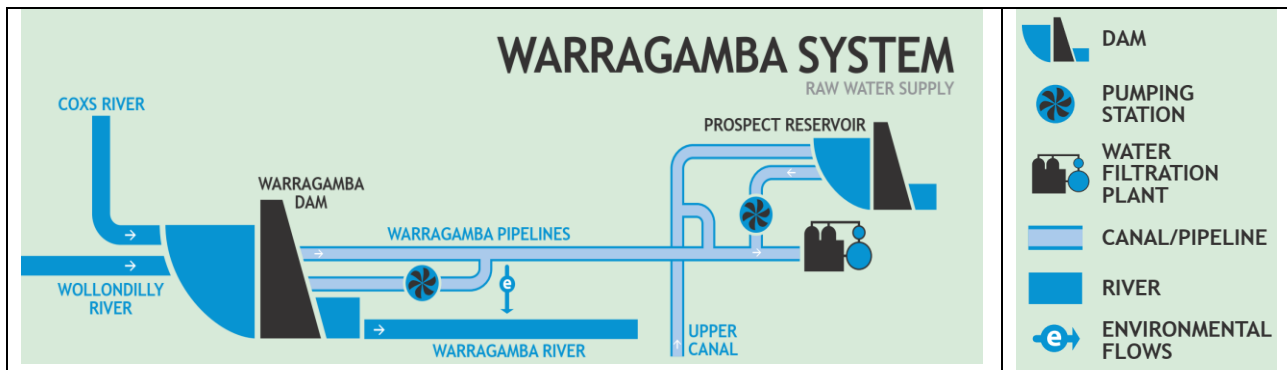 WARRAGAMBA SYSTEM
RAW WATER SUPPLY
COXS RIVER
PROSPECT RESERVOIR
WARRAGAMBA
DAM
WARRAGAMBA PIPELINES
e
WOLLONDILLY
RIVER
WARRAGAMBA RIVER
UPPER
CANAL
DAM
PUMPING
STATION
WATER
FILTRATION
PLANT
CANAL/PIPELINE
RIVER
e
ENVIRONMENTAL
FLOWS